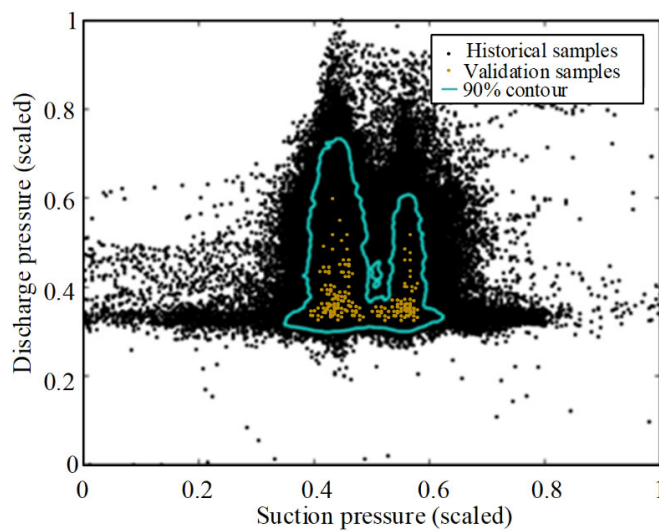 1
Historical samples
Validation samples
90% contour
0.8
0.6
0.4
0.2
0
Discharge pressure (scaled)
0
0.2
0.4
0.6
0.8
1
Suction pressure (scaled)